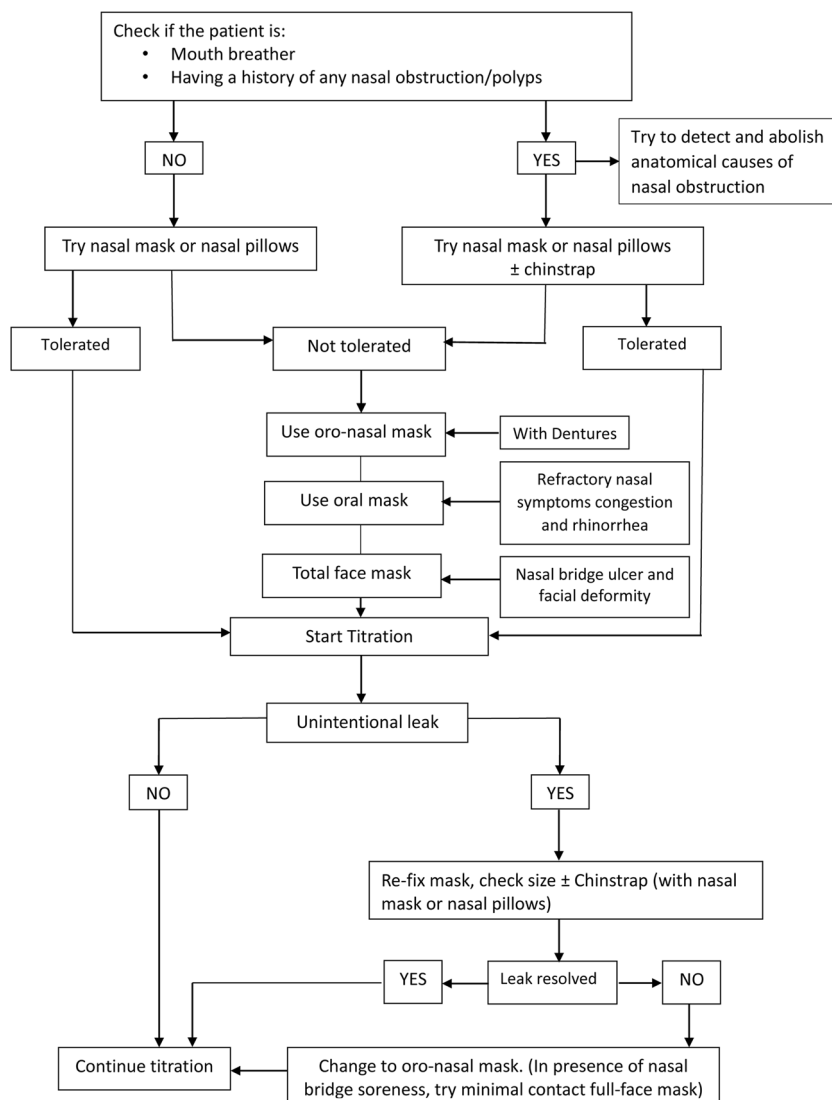 Check if the patient is:
• Mouth breather
• Having a history of any nasal obstruction/polyps
NO
YES
Try to detect and abolish
anatomical causes of
nasal obstruction
Try nasal mask or nasal pillows
Try nasal mask or nasal pillows
± chinstrap
Tolerated
Not tolerated
Tolerated
Use oro-nasal mask
With Dentures
Use oral mask
Refractory nasal
symptoms congestion
and rhinorrhea
Total face mask
Nasal bridge ulcer and
facial deformity
Start Titration
Unintentional leak
NO
YES
Re-fix mask, check size ± Chinstrap (with nasal
mask or nasal pillows)
YES
Leak resolved
NO
Continue titration
Change to oro-nasal mask. (In presence of nasal
bridge soreness, try minimal contact full-face mask)